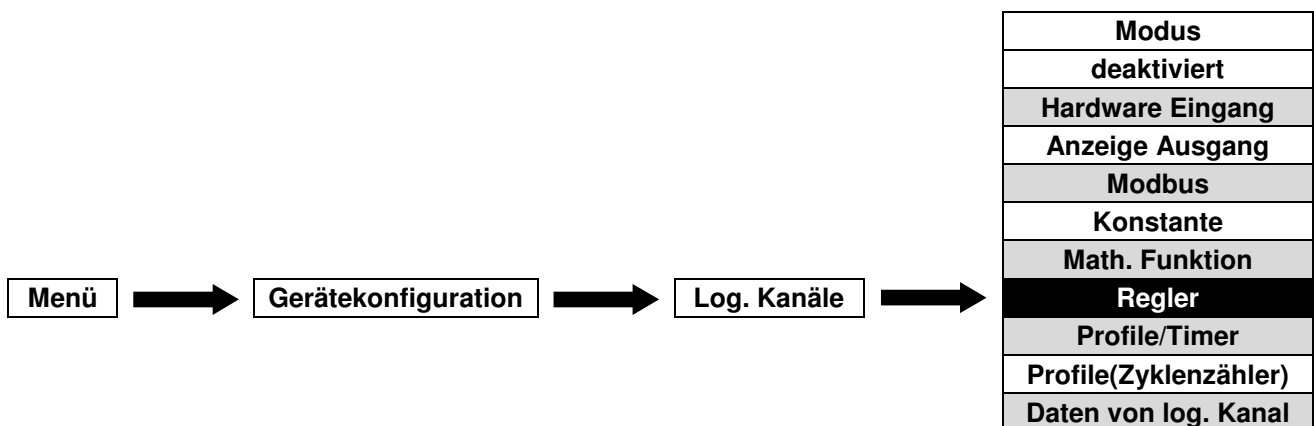 Modus
deaktiviert
Hardware Eingang
Anzeige Ausgang
Modbus
Konstante
Math. Funktion
Menü
Gerätekonfiguration
Log. Kanäle
Regler
Profile/Timer
Profile(Zyklenzähler)
Daten von log. Kanal